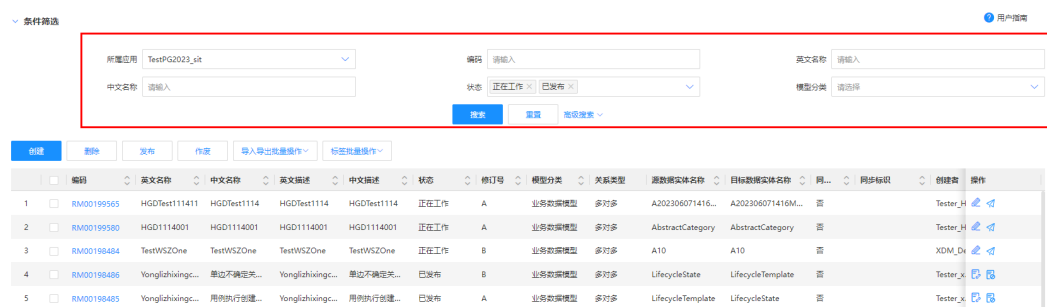 条件筛选 用户指南
所属应用 TestPG2023_sit 编码 请输入 英文名称 请输入
中文名称 请输入 状态 正在工作 × 已发布 × 模型分类 请选择
搜索 重置 高级搜索
创建 删除 发布 作废 导入导出批量操作 标签批量操作
编码 英文名称 中文名称 英文描述 中文描述 状态 修订号 模型分类 关系类型 源数据实体名称 目标数据实体名称 同... 同步标识 创建者 操作
1 RM00199565 HGDTest111411 HGDTest1114 HGDTest1114 HGDTest1114 正在工作 A 业务数据模型 多对多 A202306071416... A202306071416M... 否 Tester_H
2 RM00199580 HGD1114001 HGD1114001 HGD1114001 HGD1114001 正在工作 A 业务数据模型 多对多 AbstractCategory AbstractCategory 否 Tester_H
3 RM00198484 TestWSZOne TestWSZOne TestWSZOne TestWSZOne 正在工作 B 业务数据模型 多对多 A10 A10 否 XDM_De
4 RM00198486 Yonglizhixingc... 单边不确定关... Yonglizhixingc... 单边不确定关... 已发布 B 业务数据模型 多对多 LifecycleState LifecycleTemplate 否 Tester_x
5 RM00198485 Yonglizhixingc... 用例执行创建... Yonglizhixingc... 用例执行创建... 已发布 A 业务数据模型 多对多 LifecycleTemplate LifecycleState 否 Tester_x